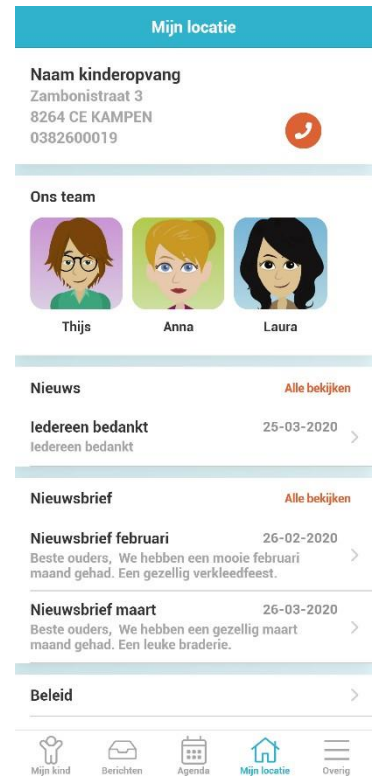 Mijn locatie
Naam kinderopvang
Zambonistraat 3
8264 CE KAMPEN
0382600019
Ons team
Thijs Anna Laura
Nieuws Alle bekijken
Iedereen bedankt 25-03-2020
Iedereen bedankt
Nieuwsbrief Alle bekijken
Nieuwsbrief februari 26-02-2020
Beste ouders, We hebben een mooie februari
maand gehad. Een gezellig verkleedfeest.
Nieuwsbrief maart 26-03-2020
Beste ouders, We hebben een gezellig maart
maand gehad. Een leuke braderie.
Beleid
Mijn kind Berichten Agenda Mijn locatie Overig